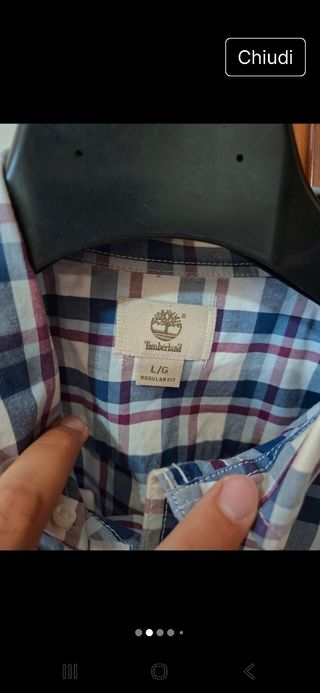 Chiudi
Timberland
L/G
REGULAR FIT